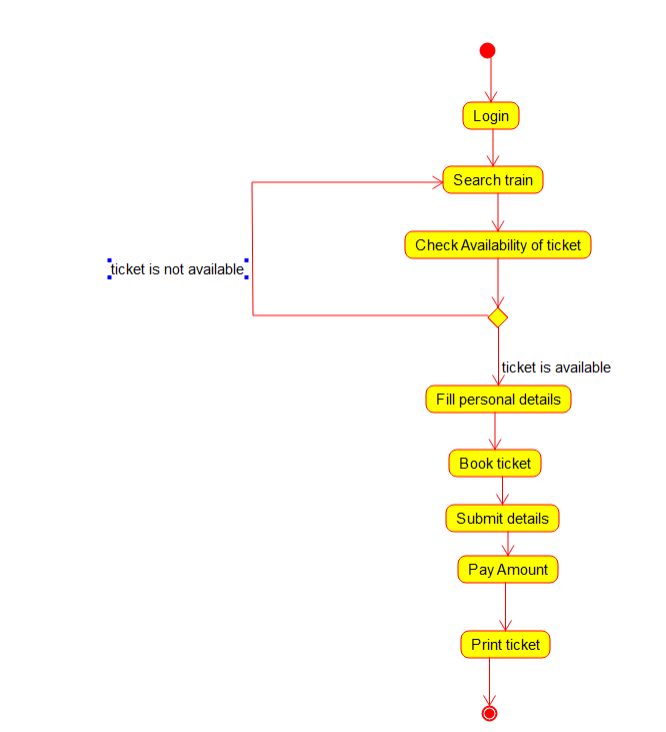 Login
Search train
Check Availability of ticket
ticket is not available
ticket is available
Fill personal details
Book ticket
Submit details
Pay Amount
Print ticket